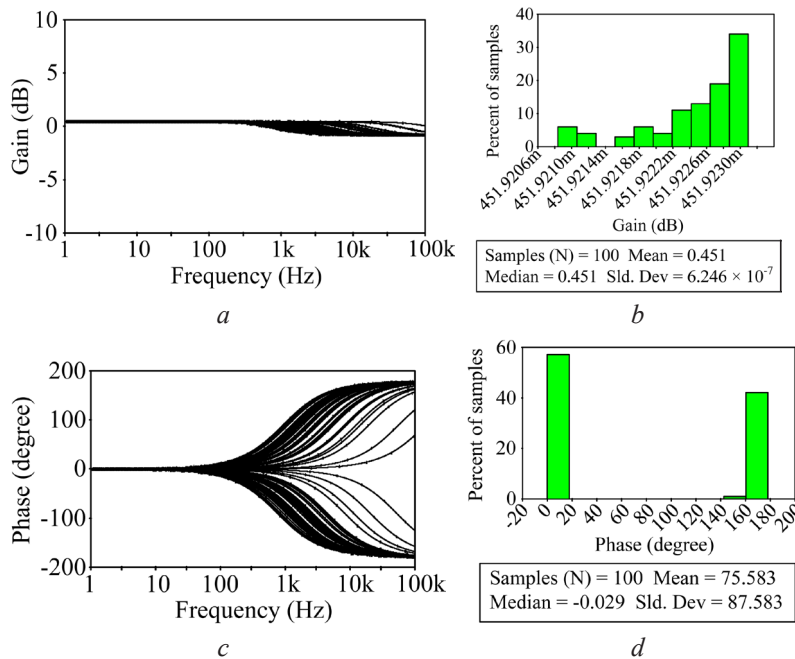 10
5
0
-5
-10
Gain (dB)
1
10
100
1k
10k
100k
Frequency (Hz)
a
40
30
20
10
0
Percent of samples
451.9206m
451.9210m
451.9214m
451.9218m
451.9222m
451.9226m
451.9230m
Gain (dB)
Samples (N) = 100 Mean = 0.451
Median = 0.451 Sld. Dev = 6.246 × 10⁻⁷
b
200
100
0
-100
-200
Phase (degree)
1
10
100
1k
10k
100k
Frequency (Hz)
c
60
40
20
0
Percent of samples
-20
0
20
40
60
80
100
120
140
160
180
200
Phase (degree)
Samples (N) = 100 Mean = 75.583
Median = -0.029 Sld. Dev = 87.583
d